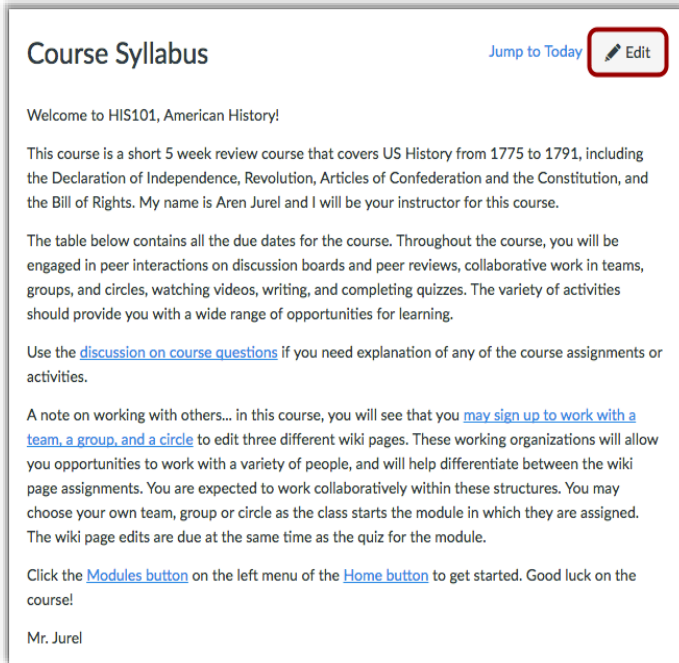 Course Syllabus
Jump to Today
Edit
Welcome to HIS101, American History!
This course is a short 5 week review course that covers US History from 1775 to 1791, including
the Declaration of Independence, Revolution, Articles of Confederation and the Constitution, and
the Bill of Rights. My name is Aren Jurel and I will be your instructor for this course.
The table below contains all the due dates for the course. Throughout the course, you will be
engaged in peer interactions on discussion boards and peer reviews, collaborative work in teams,
groups, and circles, watching videos, writing, and completing quizzes. The variety of activities
should provide you with a wide range of opportunities for learning.
Use the discussion on course questions if you need explanation of any of the course assignments or
activities.
A note on working with others... in this course, you will see that you may sign up to work with a
team, a group, and a circle to edit three different wiki pages. These working organizations will allow
you opportunities to work with a variety of people, and will help differentiate between the wiki
page assignments. You are expected to work collaboratively within these structures. You may
choose your own team, group or circle as the class starts the module in which they are assigned.
The wiki page edits are due at the same time as the quiz for the module.
Click the Modules button on the left menu of the Home button to get started. Good luck on the
course!
Mr. Jurel